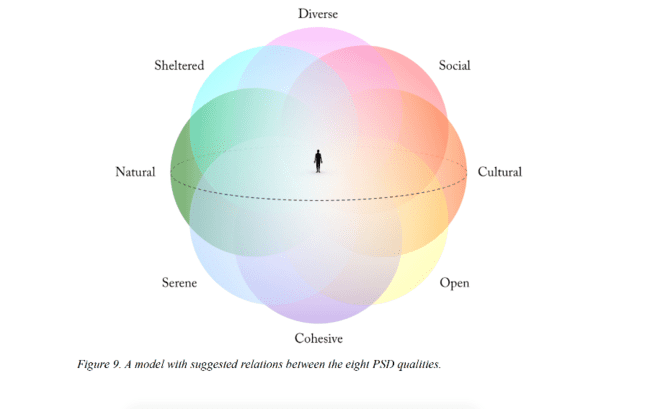 Diverse
Sheltered
Social
Natural
Cultural
Serene
Open
Cohesive
Figure 9. A model with suggested relations between the eight PSD qualities.